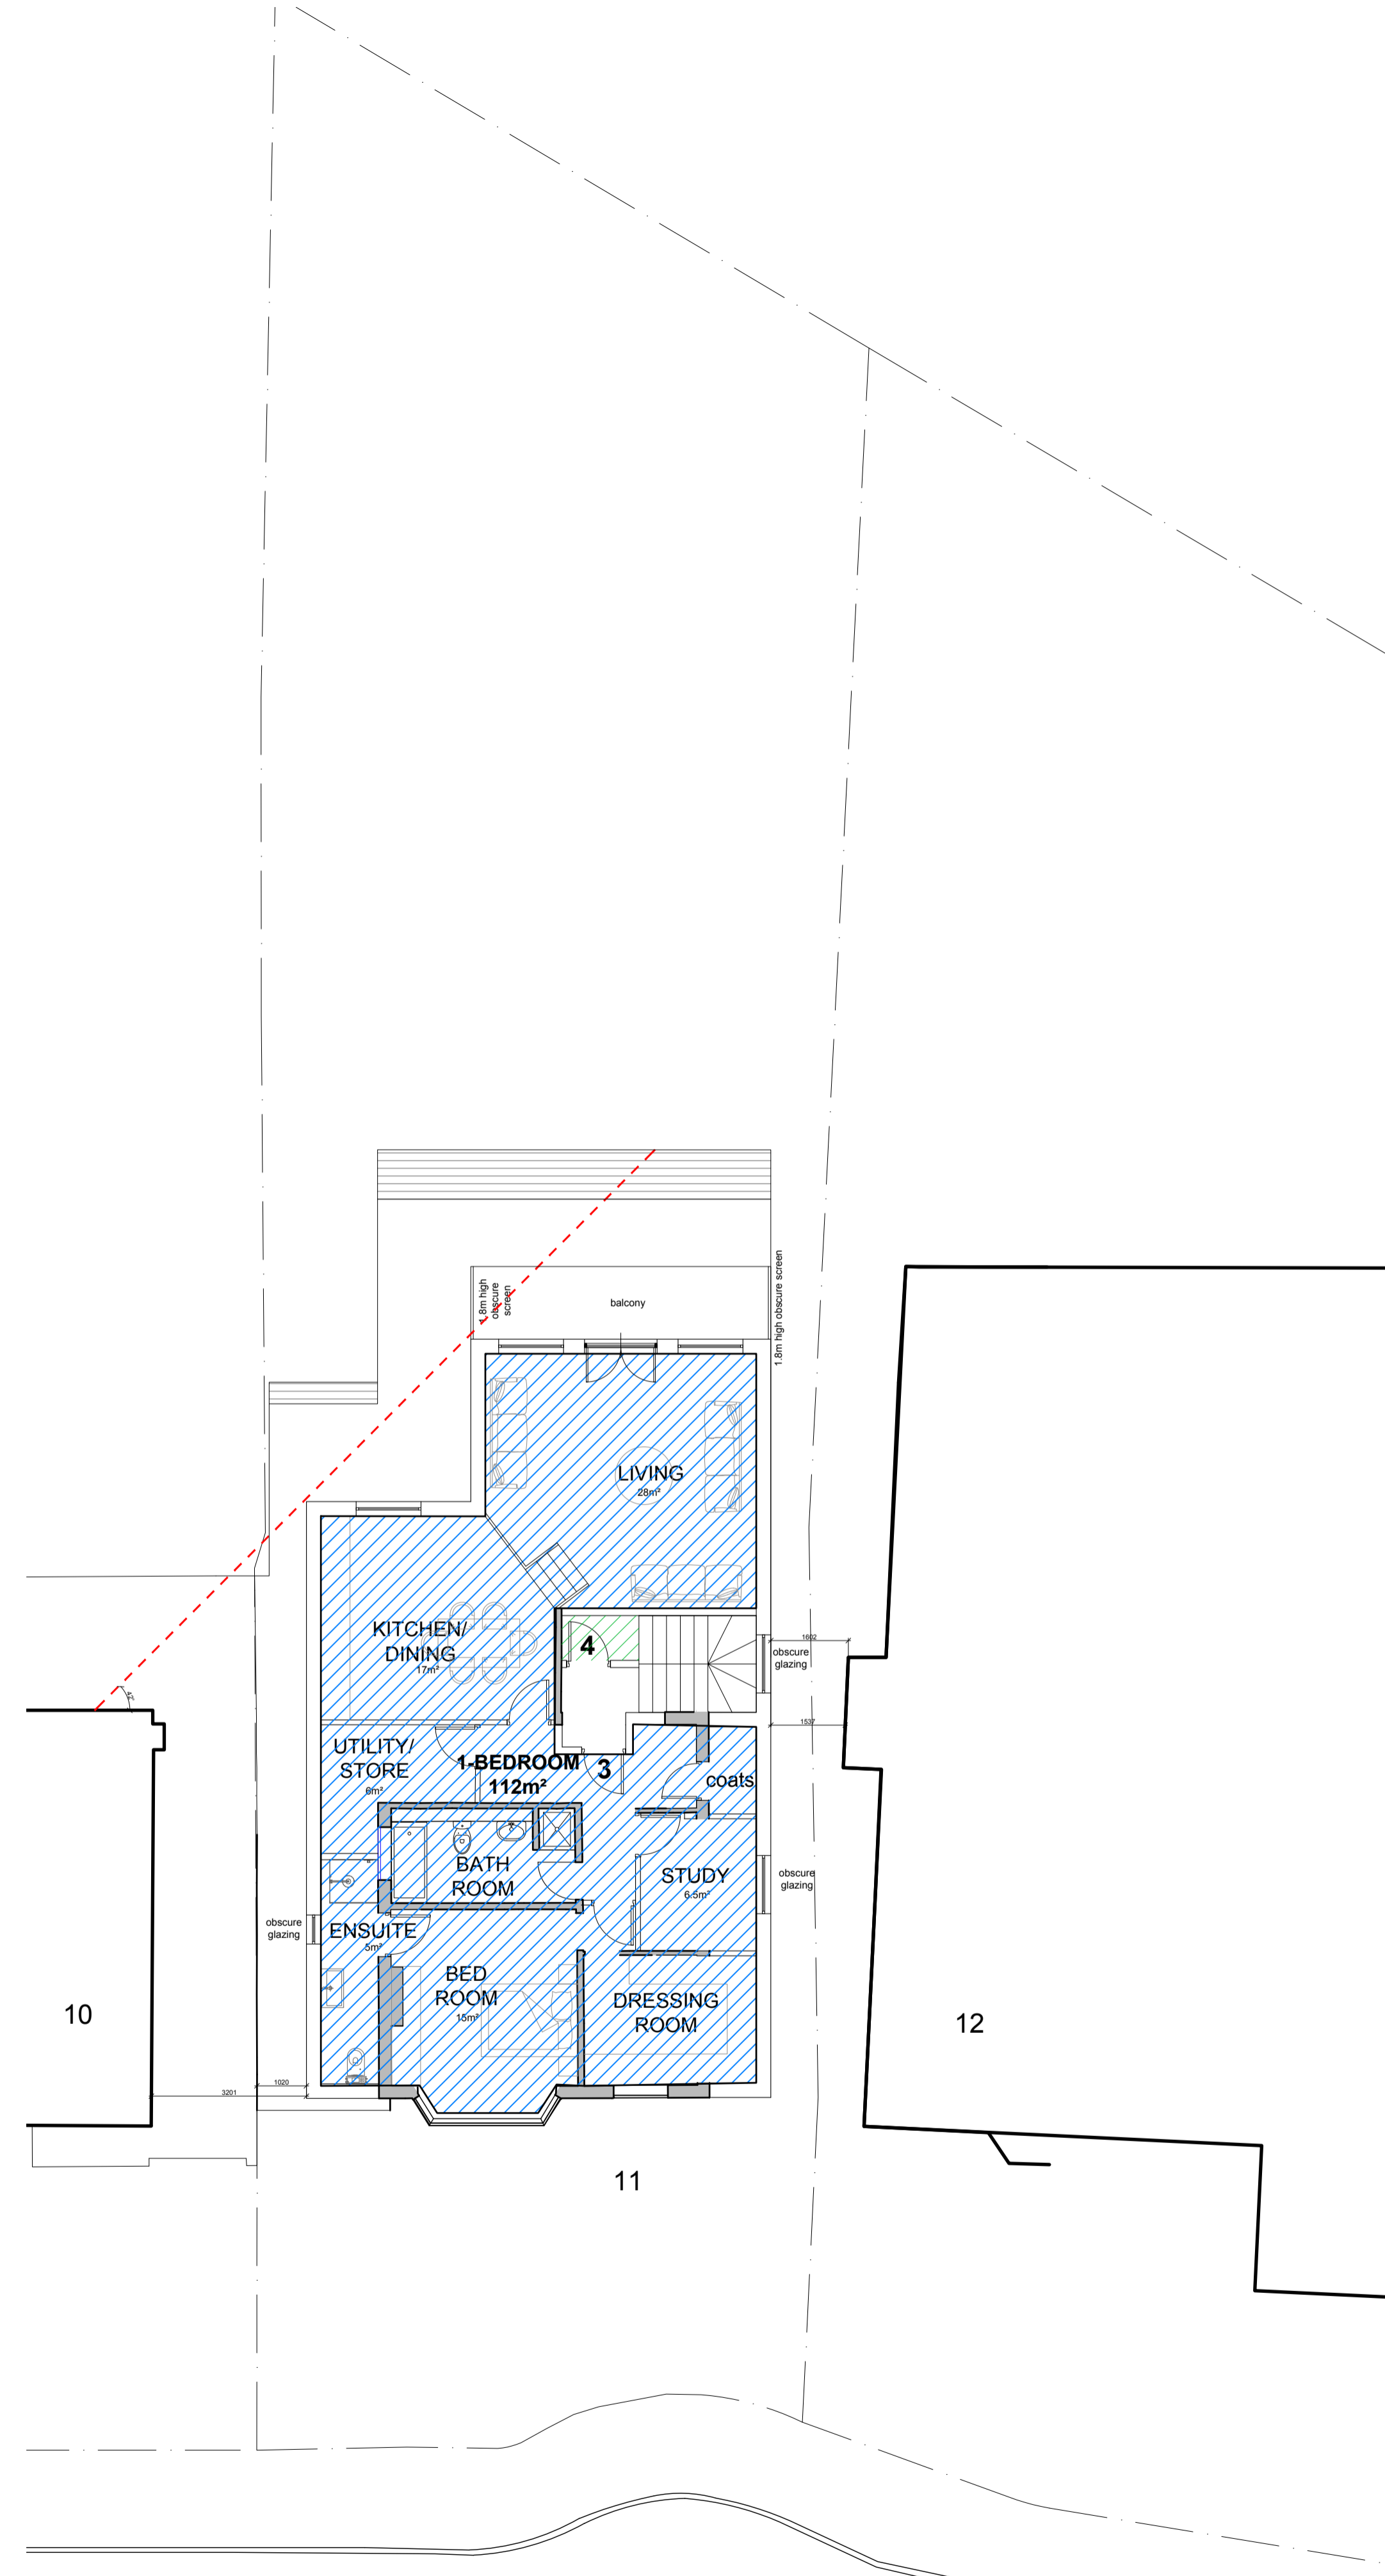 1.8m high obscure screen
1.8m high
obscure
screen
balcony
LIVING
28m²
KITCHEN/
DINING
17m²
4
1602
obscure
glazing
42°
1537
UTILITY/
STORE
6m²
1-BEDROOM
112m²
3
coats
BATH
ROOM
STUDY
6.5m²
obscure
glazing
obscure
glazing
ENSUITE
5m²
BED
ROOM
15m²
DRESSING
ROOM
10
12
1020
3201
11